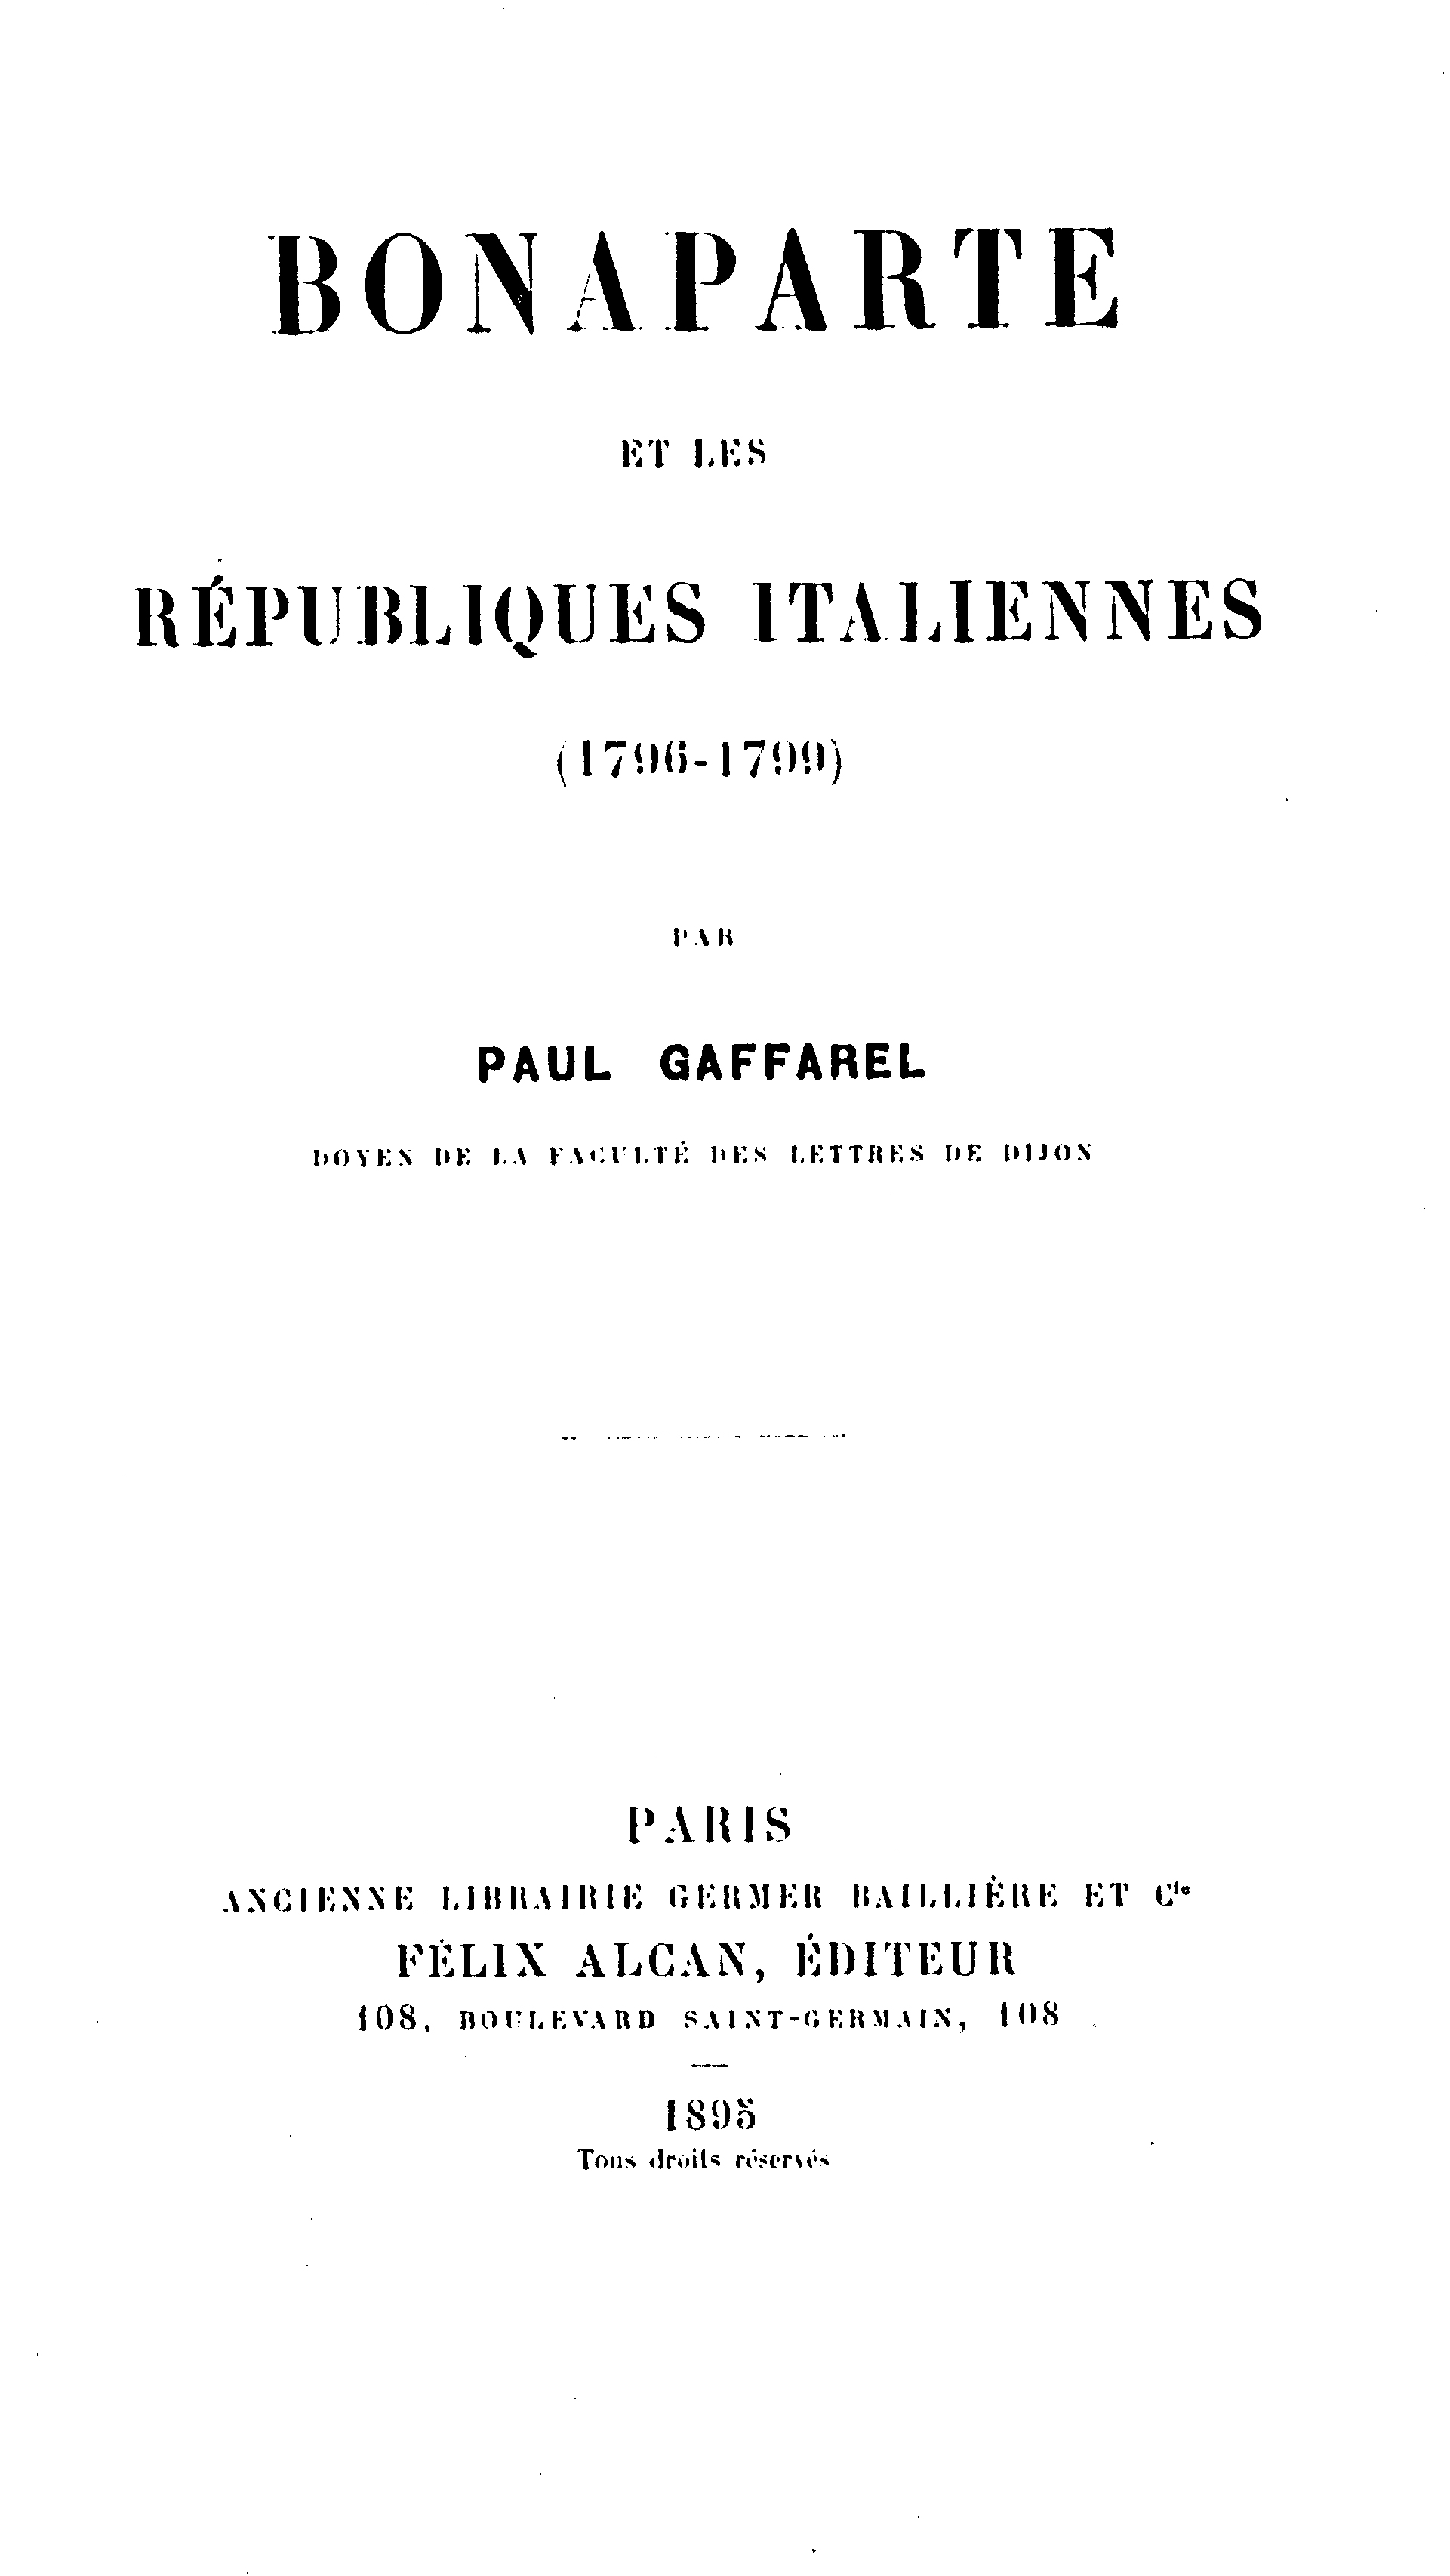 BONAPARTE
ET LES
RÉPUBLIQUES ITALIENNES
(1796-1799)
PAR
PAUL GAFFAREL
DOYEN DE LA FACULTÉ DES LETTRES DE DIJON
PARIS
ANCIENNE LIBRAIRIE GERMER BAILLIÈRE ET Cie
FÉLIX ALCAN, ÉDITEUR
108, BOULEVARD SAINT-GERMAIN, 108
1895
Tous droits réservés